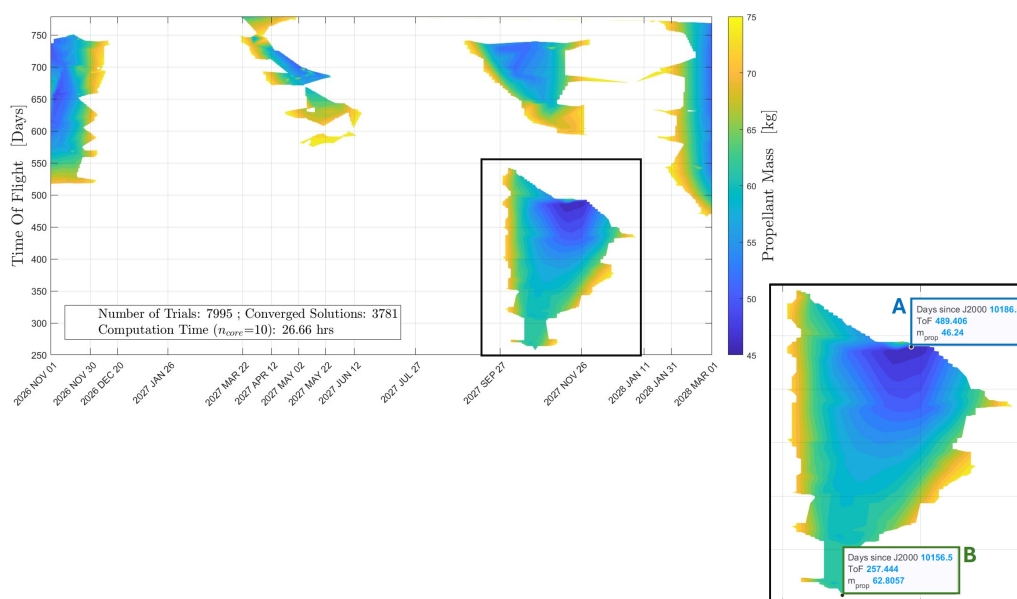 750
700
650
600
550
500
450
400
350
300
250
Time Of Flight [Days]
Number of Trials: 7995 ; Converged Solutions: 3781
Computation Time (n_core=10): 26.66 hrs
2026 NOV 01
2026 NOV 30
2026 DEC 20
2027 JAN 26
2027 MAR 22
2027 APR 12
2027 MAY 02
2027 MAY 22
2027 JUN 12
2027 JUL 27
2027 SEP 27
2027 NOV 26
2028 JAN 11
2028 JAN 31
2028 MAR 01
75
70
65
60
55
50
45
Propellant Mass [kg]
A
Days since J2000 10186.
ToF 489.406
m_prop 46.24
B
Days since J2000 10156.5
ToF 257.444
m_prop 62.8057